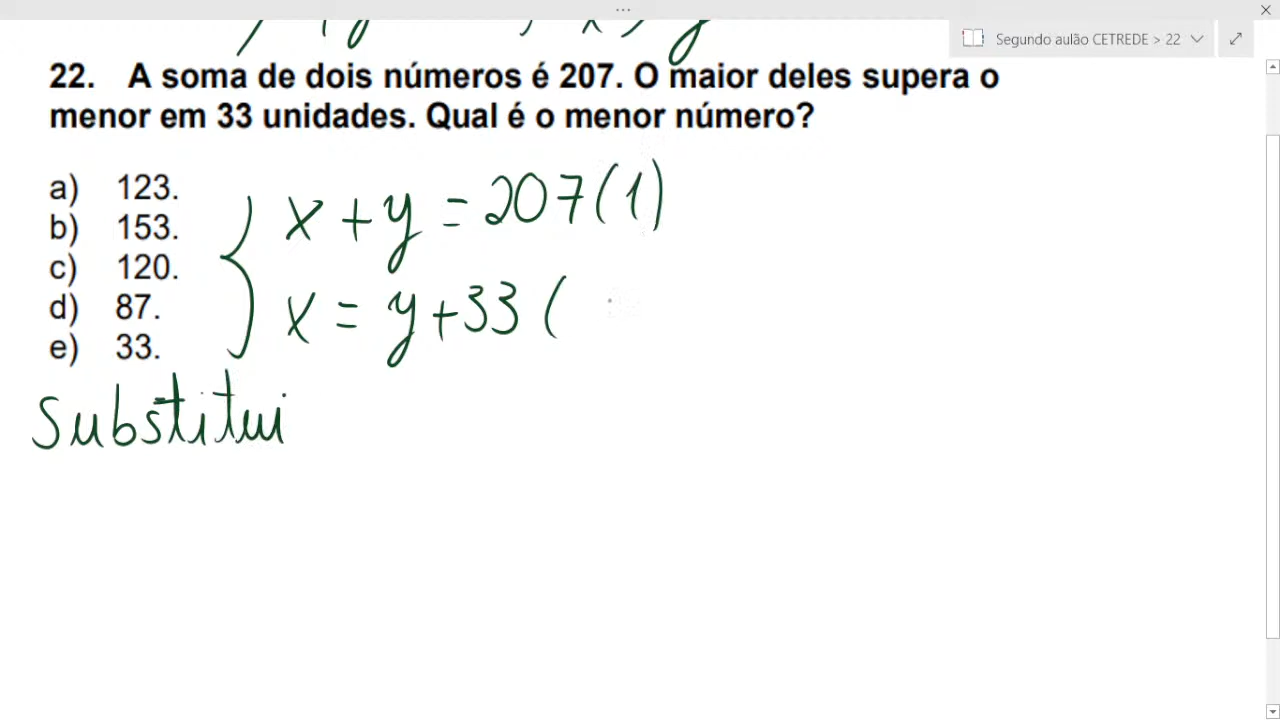 Segundo aulão CETREDE > 22
22. A soma de dois números é 207. O maior deles supera o
menor em 33 unidades. Qual é o menor número?
a) 123.
b) 153.
c) 120.
d) 87.
e) 33.
x + y = 207 (1)
x = y + 33 (
Substitui